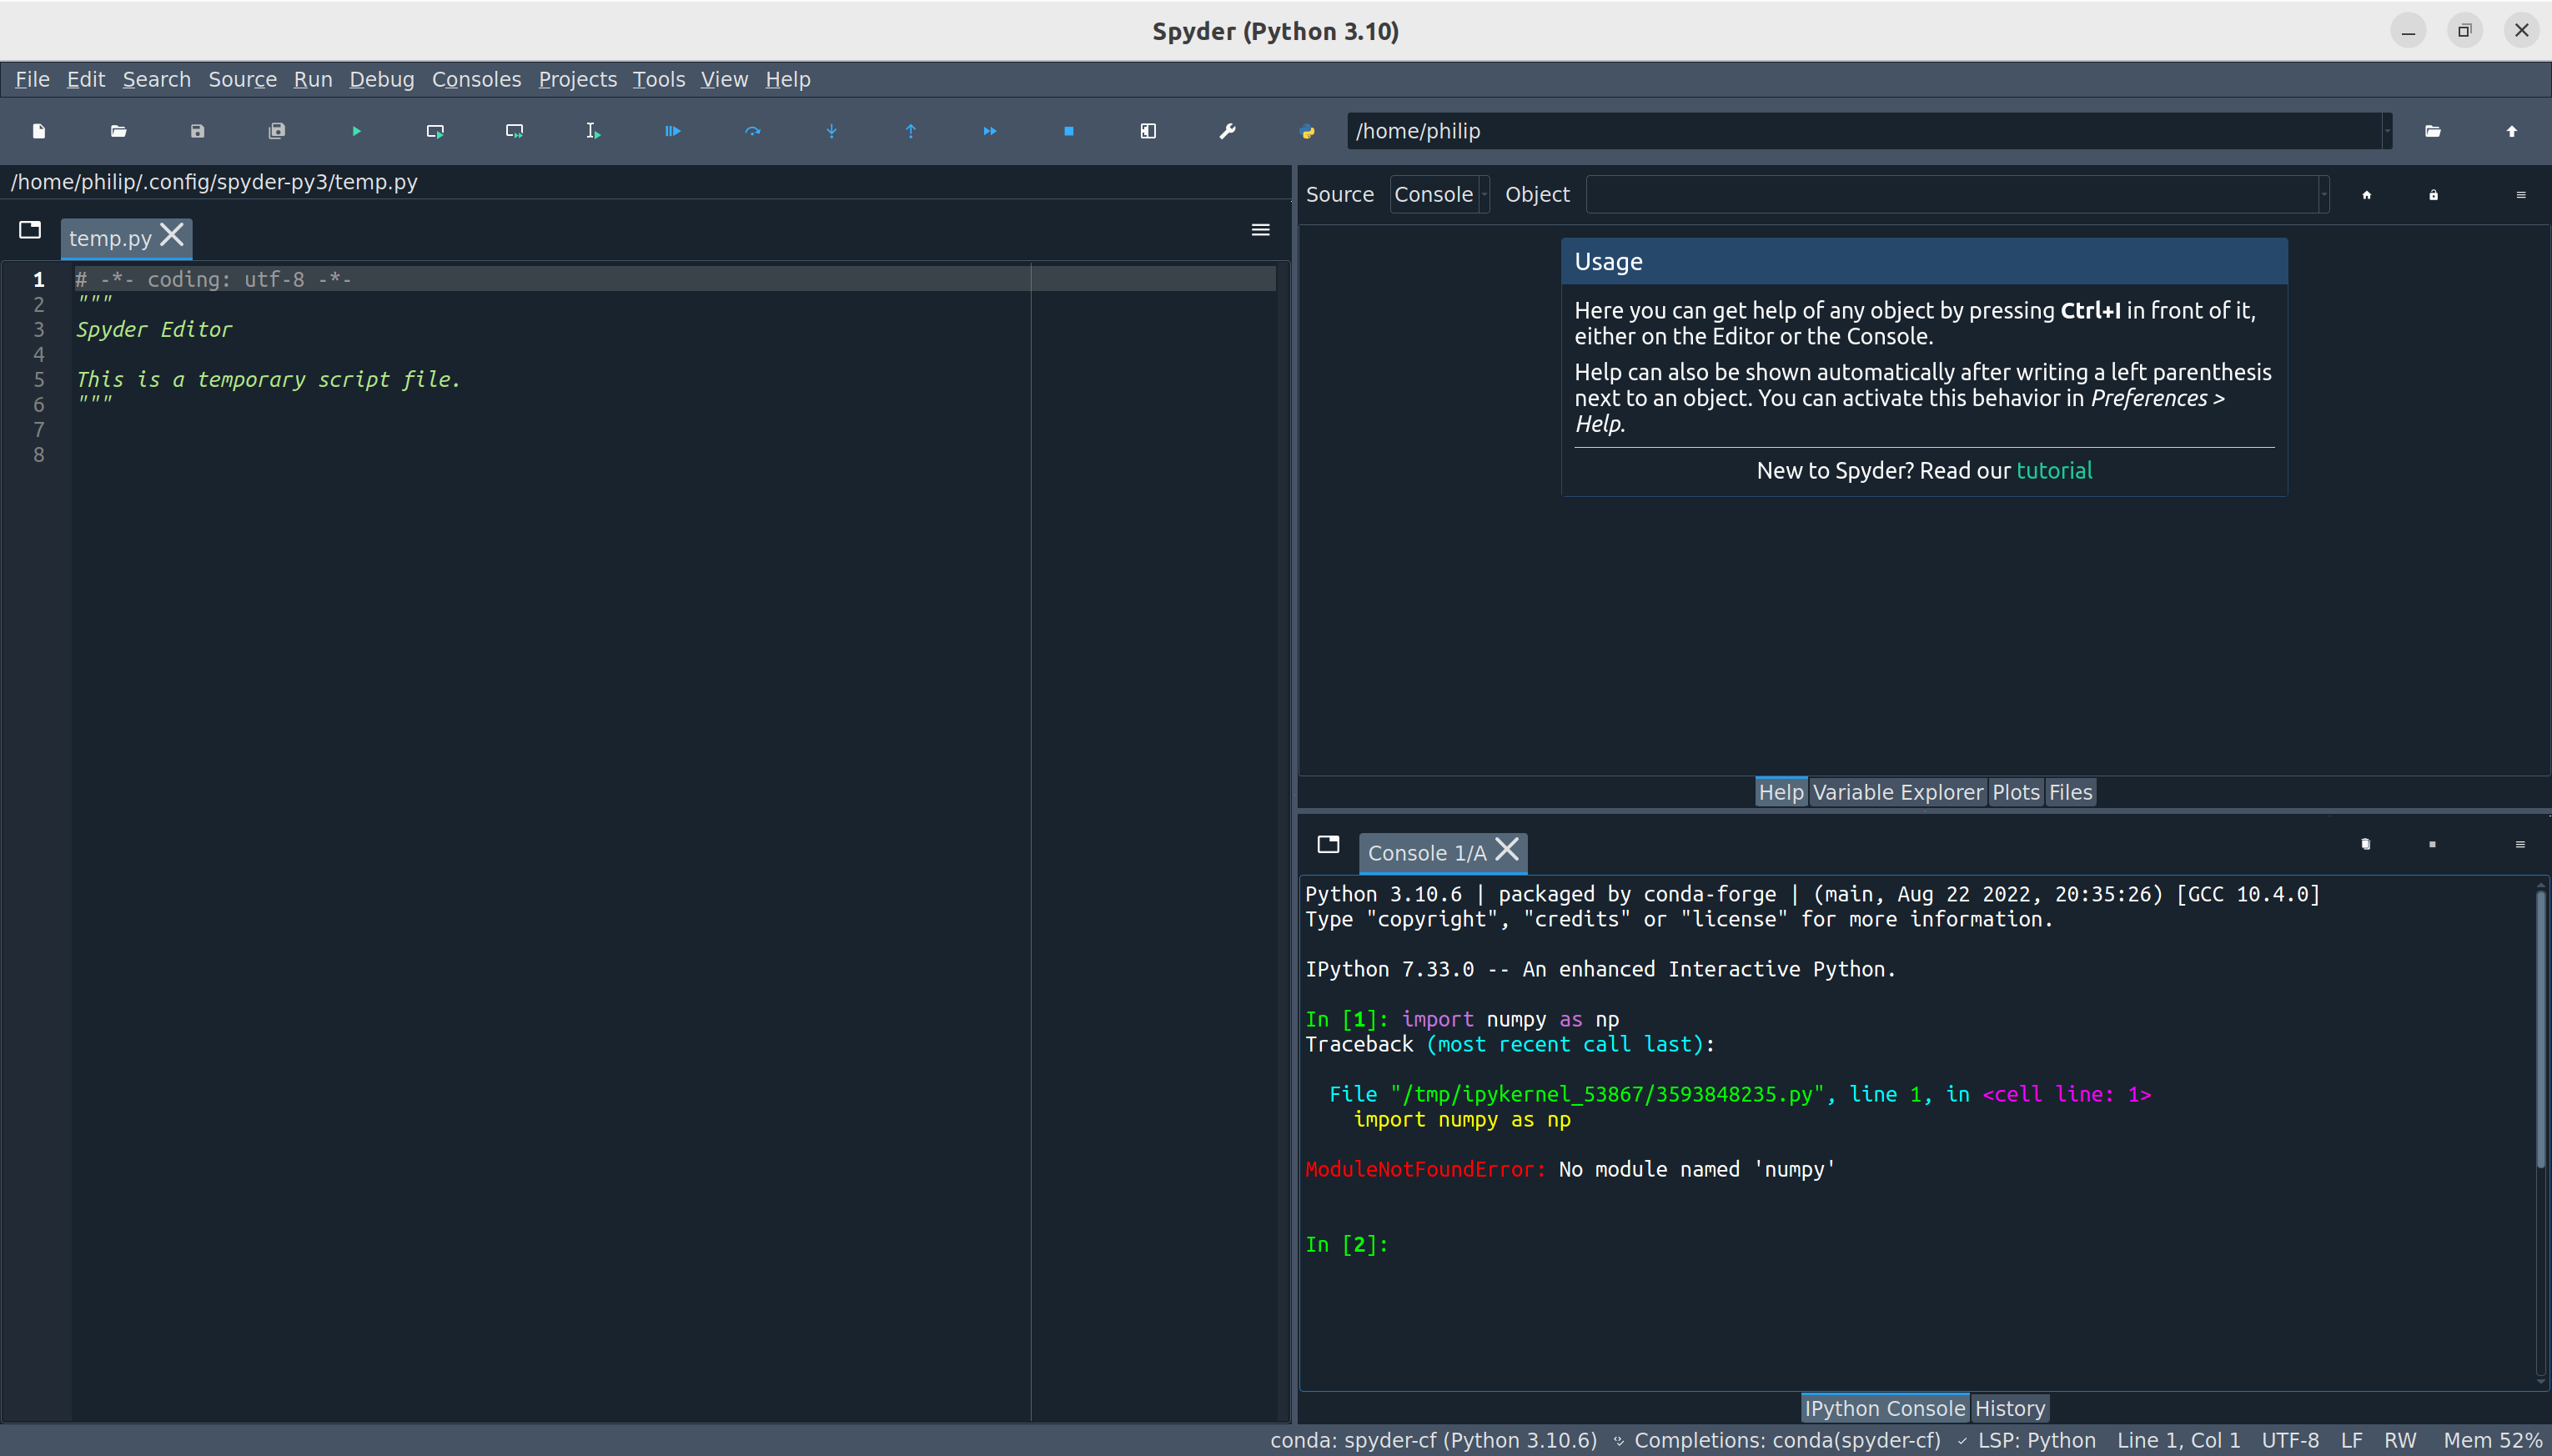 Spyder (Python 3.10)
File Edit Search Source Run Debug Consoles Projects Tools View Help
/home/philip
/home/philip/.config/spyder-py3/temp.py
temp.py
1 # -*- coding: utf-8 -*-
2 """
3 Spyder Editor
4
5 This is a temporary script file.
6 """
7
8
Source Console Object
Usage
Here you can get help of any object by pressing Ctrl+I in front of it,
either on the Editor or the Console.
Help can also be shown automatically after writing a left parenthesis
next to an object. You can activate this behavior in Preferences >
Help.
New to Spyder? Read our tutorial
Help Variable Explorer Plots Files
Console 1/A
Python 3.10.6 | packaged by conda-forge | (main, Aug 22 2022, 20:35:26) [GCC 10.4.0]
Type "copyright", "credits" or "license" for more information.
IPython 7.33.0 -- An enhanced Interactive Python.
In [1]: import numpy as np
Traceback (most recent call last):
File "/tmp/ipykernel_53867/3593848235.py", line 1, in <cell line: 1>
import numpy as np
ModuleNotFoundError: No module named 'numpy'
In [2]:
IPython Console History
conda: spyder-cf (Python 3.10.6) Completions: conda(spyder-cf) LSP: Python Line 1, Col 1 UTF-8 LF RW Mem 52%